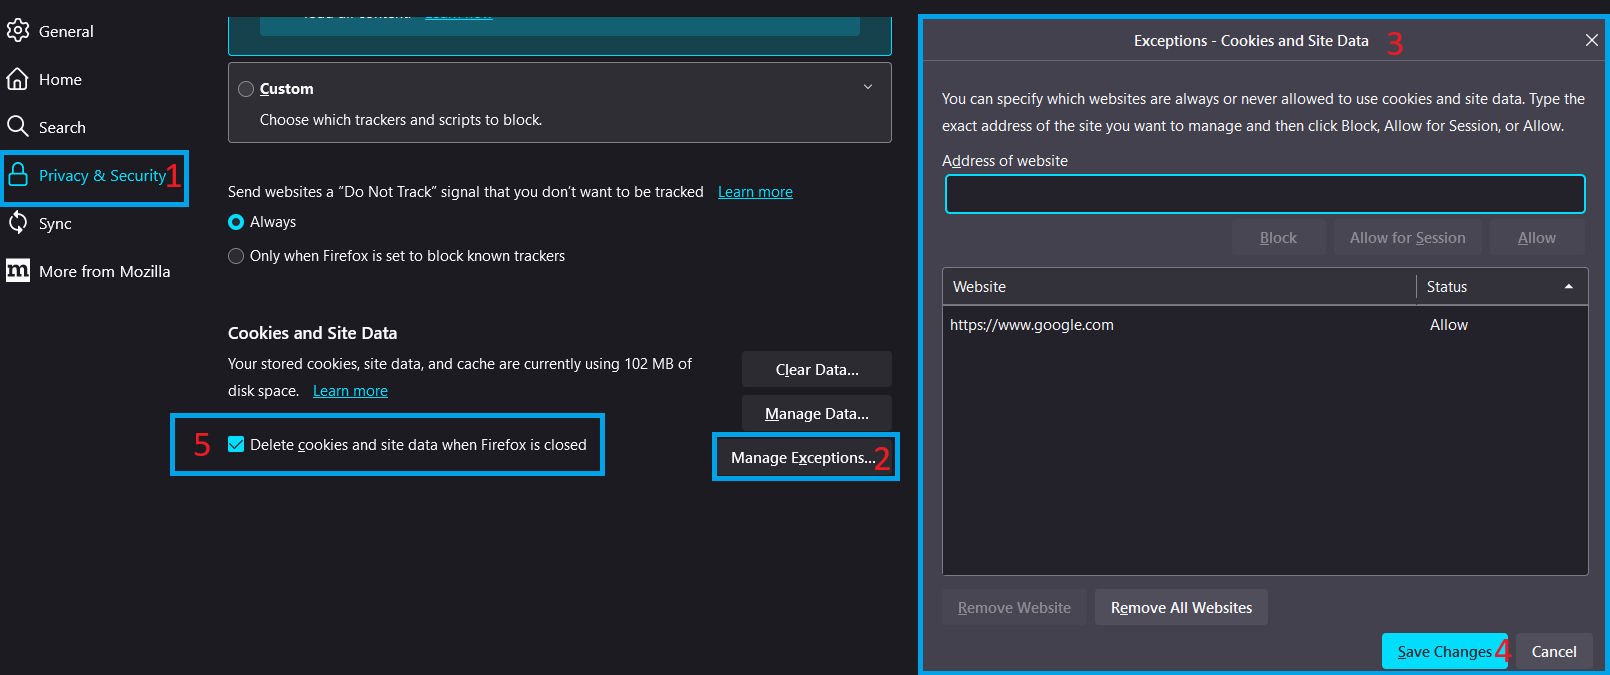 General
Home
Search
Privacy & Security 1
Sync
More from Mozilla
Learn now
Custom
Choose which trackers and scripts to block.
Send websites a “Do Not Track” signal that you don’t want to be tracked Learn more
Always
Only when Firefox is set to block known trackers
Cookies and Site Data
Your stored cookies, site data, and cache are currently using 102 MB of
disk space. Learn more
Clear Data...
Manage Data...
5 Delete cookies and site data when Firefox is closed
Manage Exceptions... 2
Exceptions - Cookies and Site Data 3
You can specify which websites are always or never allowed to use cookies and site data. Type the
exact address of the site you want to manage and then click Block, Allow for Session, or Allow.
Address of website
Block Allow for Session Allow
Website Status
https://www.google.com Allow
Remove Website Remove All Websites
Save Changes 4 Cancel